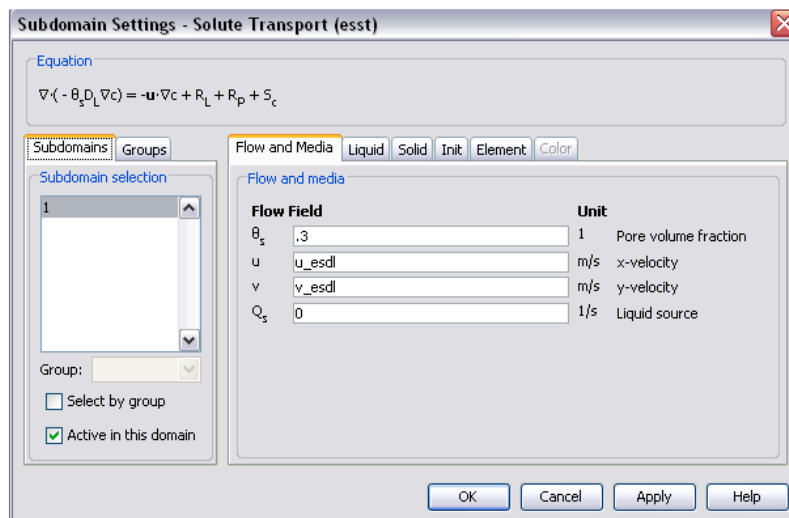 Subdomain Settings - Solute Transport (esst)
Equation
∇·( - θsDL∇c) = -u·∇c + RL + RP + Sc
Subdomains Groups
Subdomain selection
1
Group:
Select by group
Active in this domain
Flow and Media Liquid Solid Init Element Color
Flow and media
Flow Field Unit
θs .3 1 Pore volume fraction
u u_esdl m/s x-velocity
v v_esdl m/s y-velocity
Qs 0 1/s Liquid source
OK Cancel Apply Help